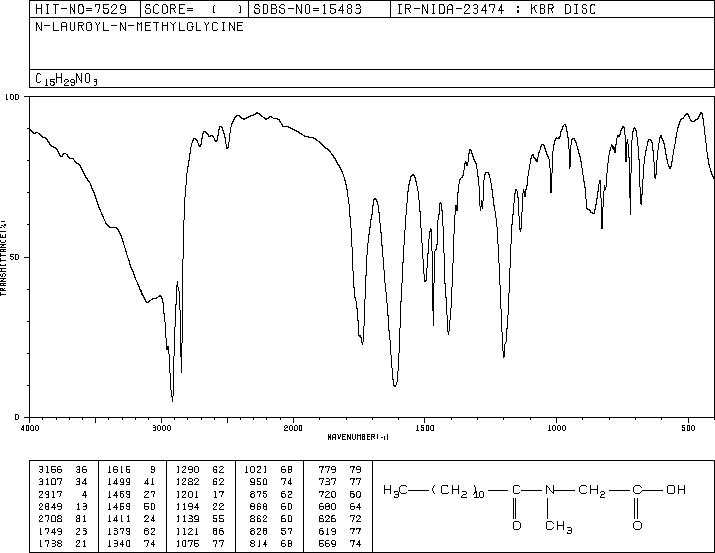 HIT-NO=7529 SCORE= ( ) SDBS-NO=15483 IR-NIDA-23474 : KBR DISC
N-LAUROYL-N-METHYLGLYCINE
C15H29NO3
100
50
0
TRANSMITTANCE(%)
4000 3000 2000 1500 1000 500
WAVENUMBER(-1)
3166 36 1616 9 1290 62 1021 68 779 79
3107 34 1499 41 1282 62 950 74 737 77
2917 4 1469 27 1201 17 875 62 720 60
2849 13 1459 50 1194 22 868 60 680 64
2708 81 1411 24 1139 55 862 60 626 72
1749 23 1379 62 1121 86 828 57 619 77
1738 21 1340 74 1076 77 814 68 569 74
H3C—(CH2)10—C—N—CH2—C—OH
O CH3 O